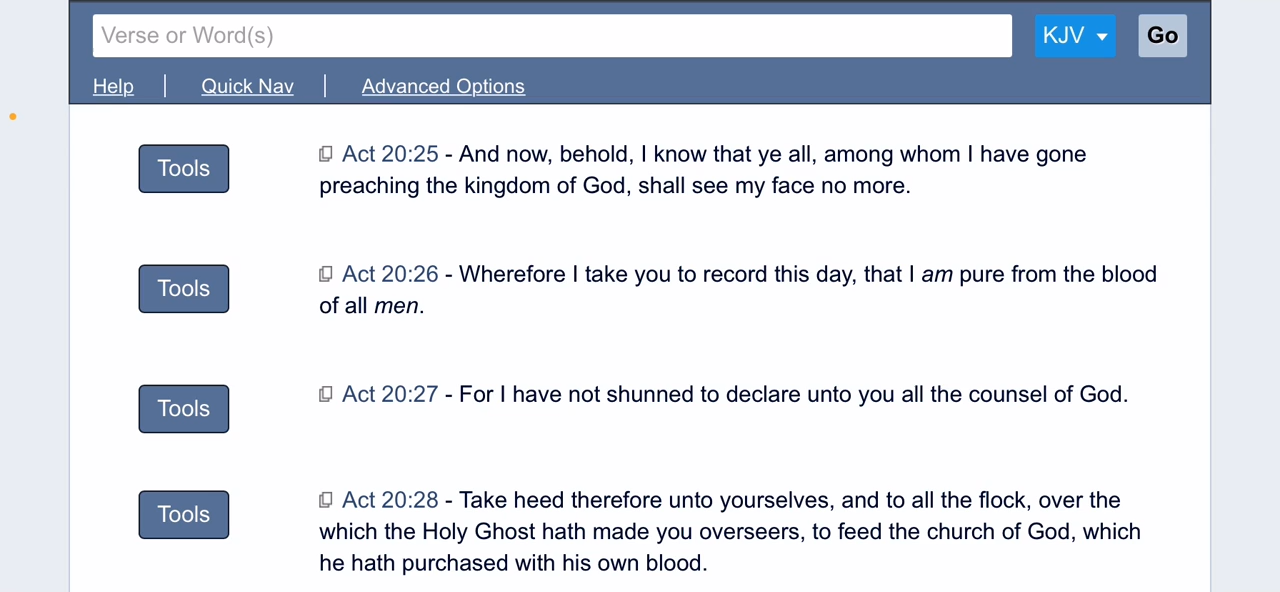 Verse or Word(s)
KJV
Go
Help
Quick Nav
Advanced Options
Tools
Act 20:25 - And now, behold, I know that ye all, among whom I have gone
preaching the kingdom of God, shall see my face no more.
Tools
Act 20:26 - Wherefore I take you to record this day, that I am pure from the blood
of all men.
Tools
Act 20:27 - For I have not shunned to declare unto you all the counsel of God.
Tools
Act 20:28 - Take heed therefore unto yourselves, and to all the flock, over the
which the Holy Ghost hath made you overseers, to feed the church of God, which
he hath purchased with his own blood.